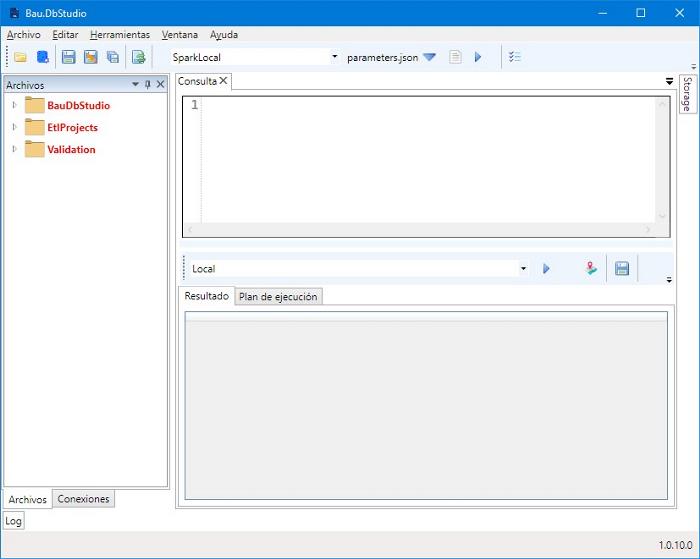 Bau.DbStudio
Archivo Editar Herramientas Ventana Ayuda
SparkLocal parameters.json
Archivos
BauDbStudio
EtlProjects
Validation
Consulta
1
Local
Resultado Plan de ejecución
Storage
Archivos Conexiones
Log
1.0.10.0